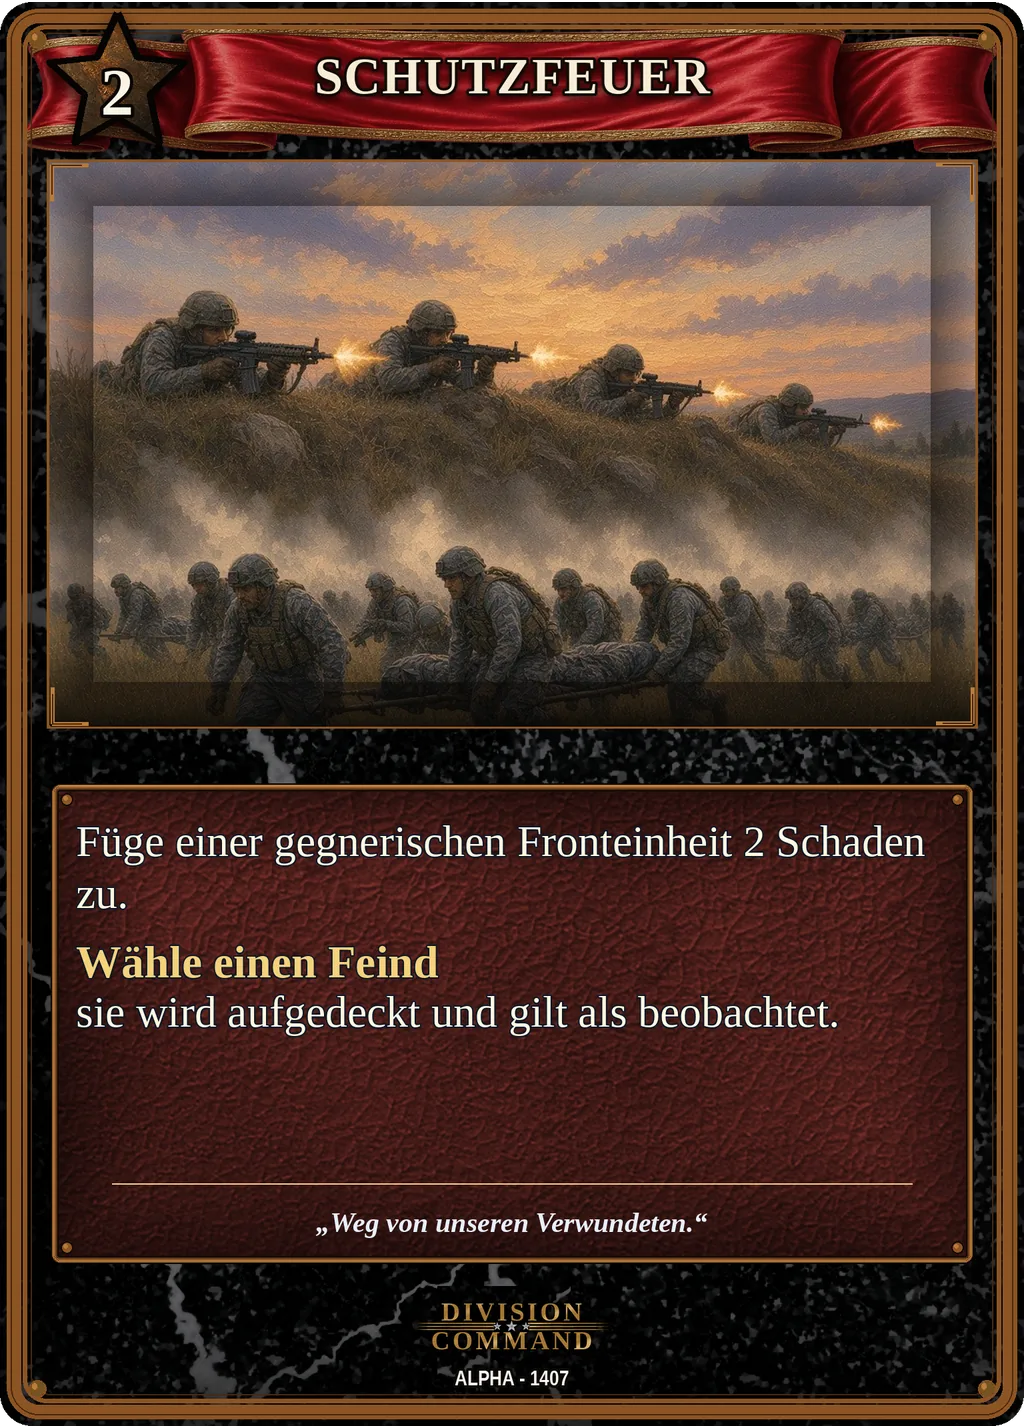 2
SCHUTZFEUER
Füge einer gegnerischen Fronteinheit 2 Schaden
zu.
Wähle einen Feind
sie wird aufgedeckt und gilt als beobachtet.
„Weg von unseren Verwundeten.“
DIVISION
COMMAND
ALPHA - 1407